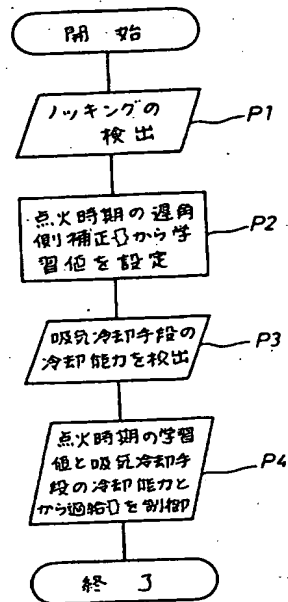 開始
ノッキングの
検出
P1
点火時期の遅角
側補正量から学
習値を設定
P2
吸気冷却手段の
冷却能力を検出
P3
点火時期の学習
値と吸気冷却手
段の冷却能力と
から過給圧を制御
P4
終了